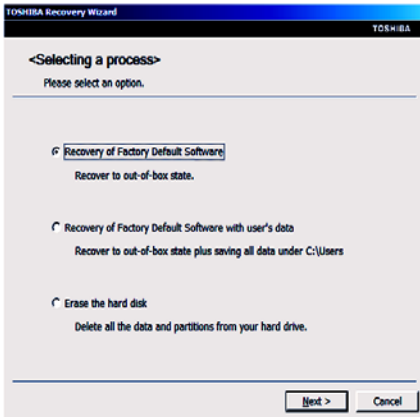 TOSHIBA Recovery Wizard
TOSHIBA
<Selecting a process>
Please select an option.
Recovery of Factory Default Software
Recover to out-of-box state.
Recovery of Factory Default Software with user's data
Recover to out-of-box state plus saving all data under C:\Users
Erase the hard disk
Delete all the data and partitions from your hard drive.
Next > Cancel